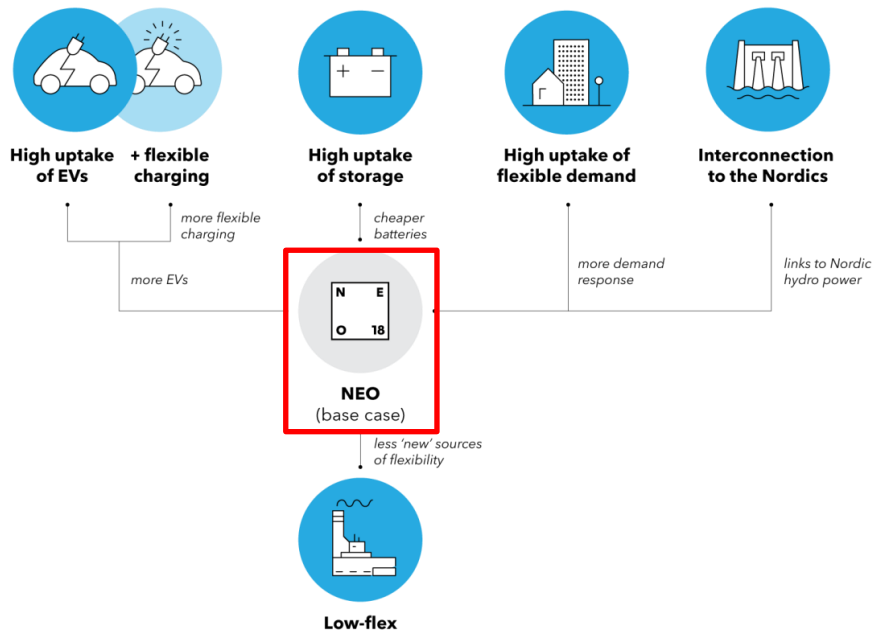 High uptake
of EVs
+ flexible
charging
High uptake
of storage
High uptake of
flexible demand
Interconnection
to the Nordics
more flexible
charging
cheaper
batteries
more EVs
more demand
response
links to Nordic
hydro power
N E
O 18
NEO
(base case)
less 'new' sources
of flexibility
Low-flex